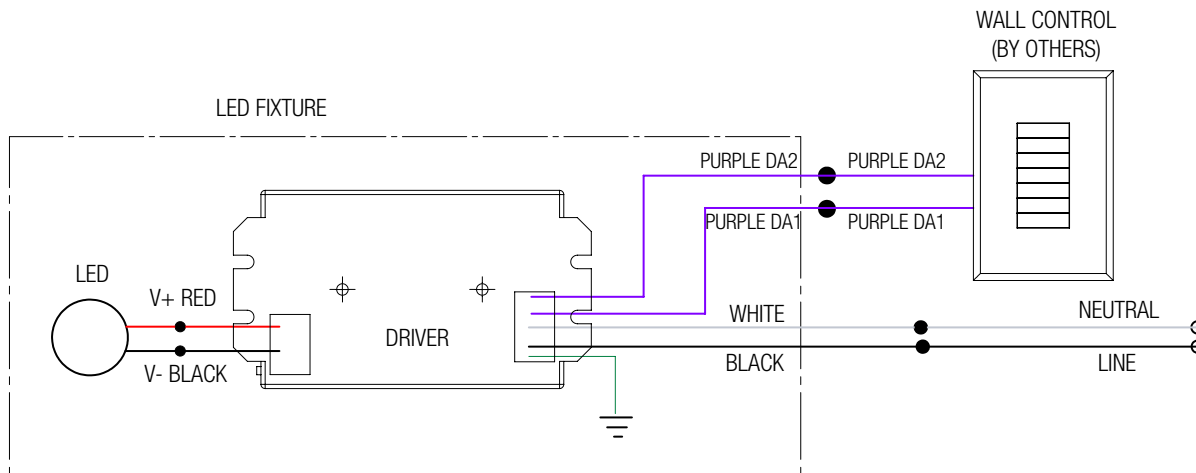 WALL CONTROL
(BY OTHERS)
LED FIXTURE
PURPLE DA2
PURPLE DA2
PURPLE DA1
PURPLE DA1
LED
V+ RED
V- BLACK
DRIVER
WHITE
NEUTRAL
BLACK
LINE